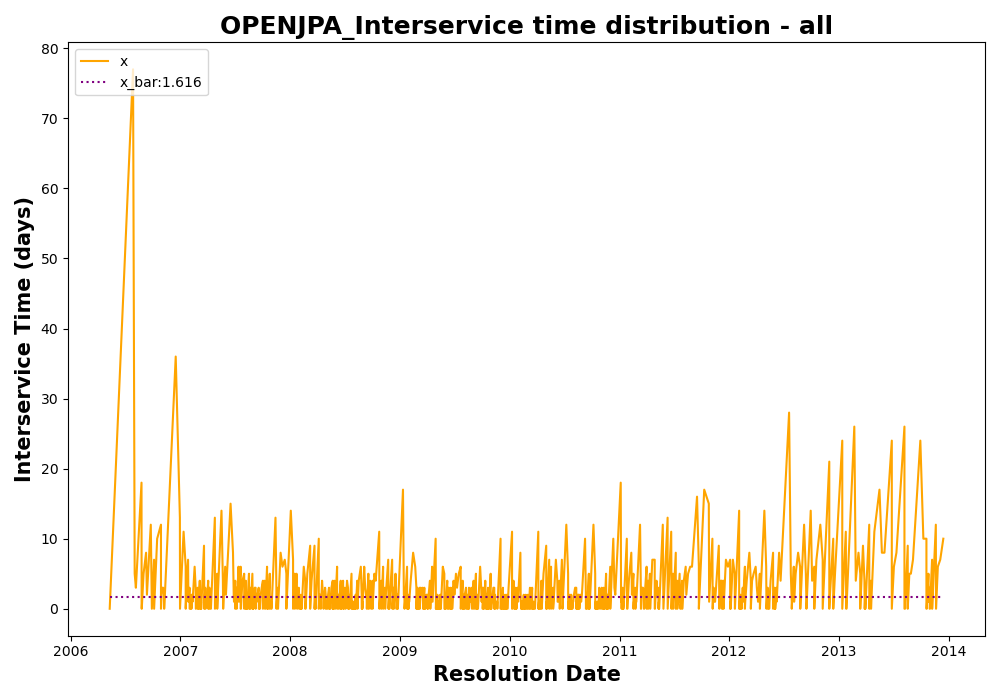 OPENJPA_Interservice time distribution - all
x
x_bar:1.616
Interservice Time (days)
80
70
60
50
40
30
20
10
0
2006 2007 2008 2009 2010 2011 2012 2013 2014
Resolution Date